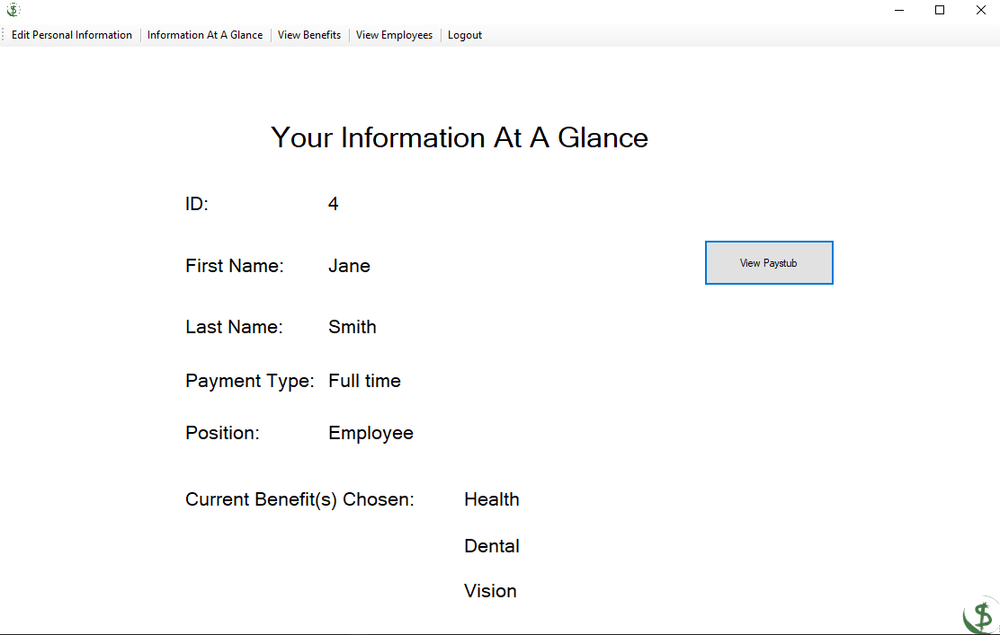 Edit Personal Information Information At A Glance View Benefits View Employees Logout
Your Information At A Glance
ID: 4
First Name: Jane
View Paystub
Last Name: Smith
Payment Type: Full time
Position: Employee
Current Benefit(s) Chosen: Health
Dental
Vision
$